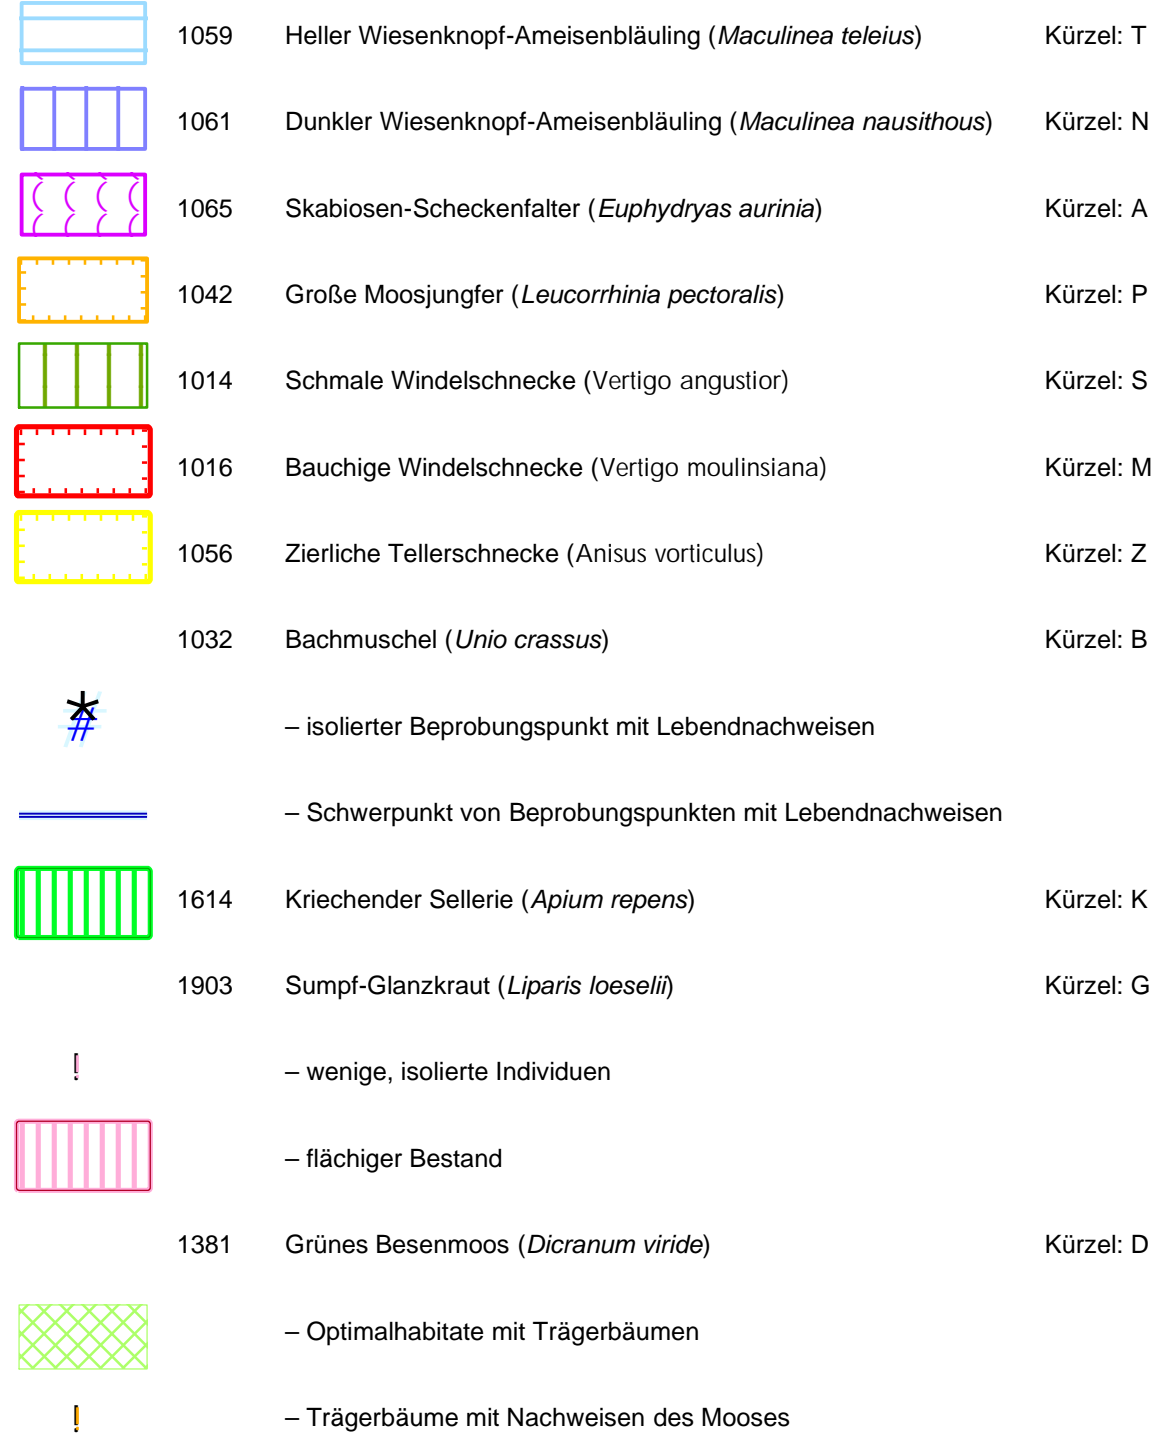 1059 Heller Wiesenknopf-Ameisenbläuling (Maculinea teleius) Kürzel: T
1061 Dunkler Wiesenknopf-Ameisenbläuling (Maculinea nausithous) Kürzel: N
1065 Skabiosen-Scheckenfalter (Euphydryas aurinia) Kürzel: A
1042 Große Moosjungfer (Leucorrhinia pectoralis) Kürzel: P
1014 Schmale Windelschnecke (Vertigo angustior) Kürzel: S
1016 Bauchige Windelschnecke (Vertigo moulinsiana) Kürzel: M
1056 Zierliche Tellerschnecke (Anisus vorticulus) Kürzel: Z
1032 Bachmuschel (Unio crassus) Kürzel: B
– isolierter Beprobungspunkt mit Lebendnachweisen
– Schwerpunkt von Beprobungspunkten mit Lebendnachweisen
1614 Kriechender Sellerie (Apium repens) Kürzel: K
1903 Sumpf-Glanzkraut (Liparis loeselii) Kürzel: G
– wenige, isolierte Individuen
– flächiger Bestand
1381 Grünes Besenmoos (Dicranum viride) Kürzel: D
– Optimalhabitate mit Trägerbäumen
– Trägerbäume mit Nachweisen des Mooses